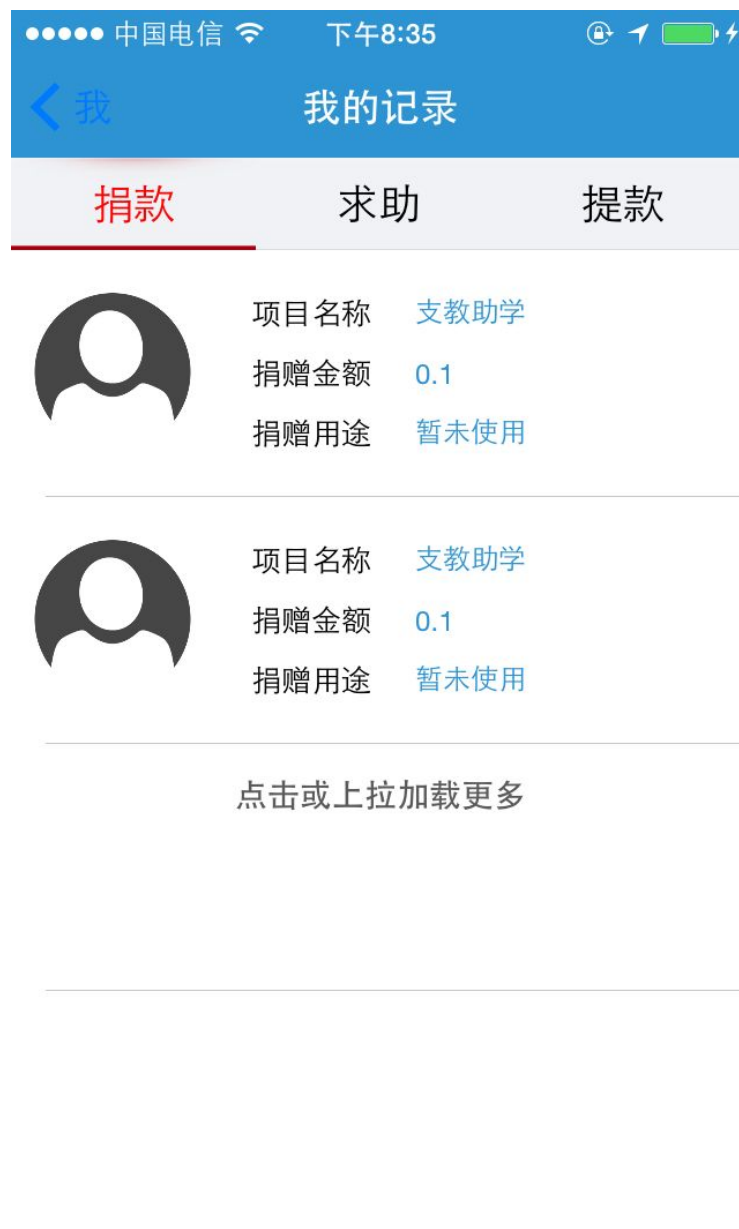 中国电信 下午8:35
我 我的记录
捐款 求助 提款
项目名称 支教助学
捐赠金额 0.1
捐赠用途 暂未使用
项目名称 支教助学
捐赠金额 0.1
捐赠用途 暂未使用
点击或上拉加载更多